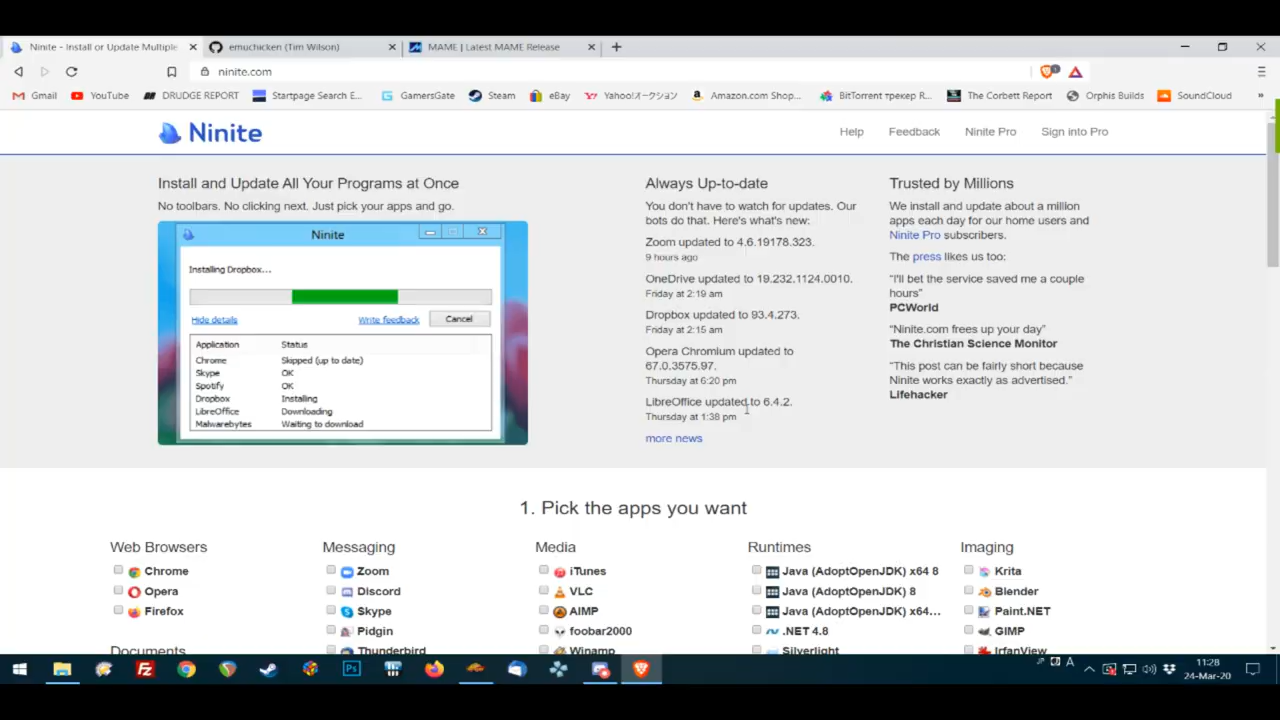 Ninite - Install or Update Multiple
emuchicken (Tim Wilson)
MAME | Latest MAME Release
ninite.com
Gmail
YouTube
DRUDGE REPORT
Startpage Search E...
GamersGate
Steam
eBay
Yahoo!オークション
Amazon.com Shop...
BitTorrent трекер R...
The Corbett Report
Orphis Builds
SoundCloud
»
Ninite
Help
Feedback
Ninite Pro
Sign into Pro
Install and Update All Your Programs at Once
No toolbars. No clicking next. Just pick your apps and go.
Ninite
Installing Dropbox...
Hide details
Write feedback
Cancel
Application Status
Chrome Skipped (up to date)
Skype OK
Spotify OK
Dropbox Installing
LibreOffice Downloading
Malwarebytes Waiting to download
Always Up-to-date
You don't have to watch for updates. Our
bots do that. Here's what's new:
Zoom updated to 4.6.19178.323.
9 hours ago
OneDrive updated to 19.232.1124.0010.
Friday at 2:19 am
Dropbox updated to 93.4.273.
Friday at 2:15 am
Opera Chromium updated to
67.0.3575.97.
Thursday at 6:20 pm
LibreOffice updated to 6.4.2.
Thursday at 1:38 pm
more news
Trusted by Millions
We install and update about a million
apps each day for our home users and
Ninite Pro subscribers.
The press likes us too:
“I'll bet the service saved me a couple
hours”
PCWorld
“Ninite.com frees up your day”
The Christian Science Monitor
“This post can be fairly short because
Ninite works exactly as advertised.”
Lifehacker
1. Pick the apps you want
Web Browsers
Chrome
Opera
Firefox
Documents
Messaging
Zoom
Discord
Skype
Pidgin
Thunderbird
Media
iTunes
VLC
AIMP
foobar2000
Winamp
Runtimes
Java (AdoptOpenJDK) x64 8
Java (AdoptOpenJDK) 8
Java (AdoptOpenJDK) x64...
.NET 4.8
Silverlight
Imaging
Krita
Blender
Paint.NET
GIMP
IrfanView
Ps
A
11:28
24-Mar-20